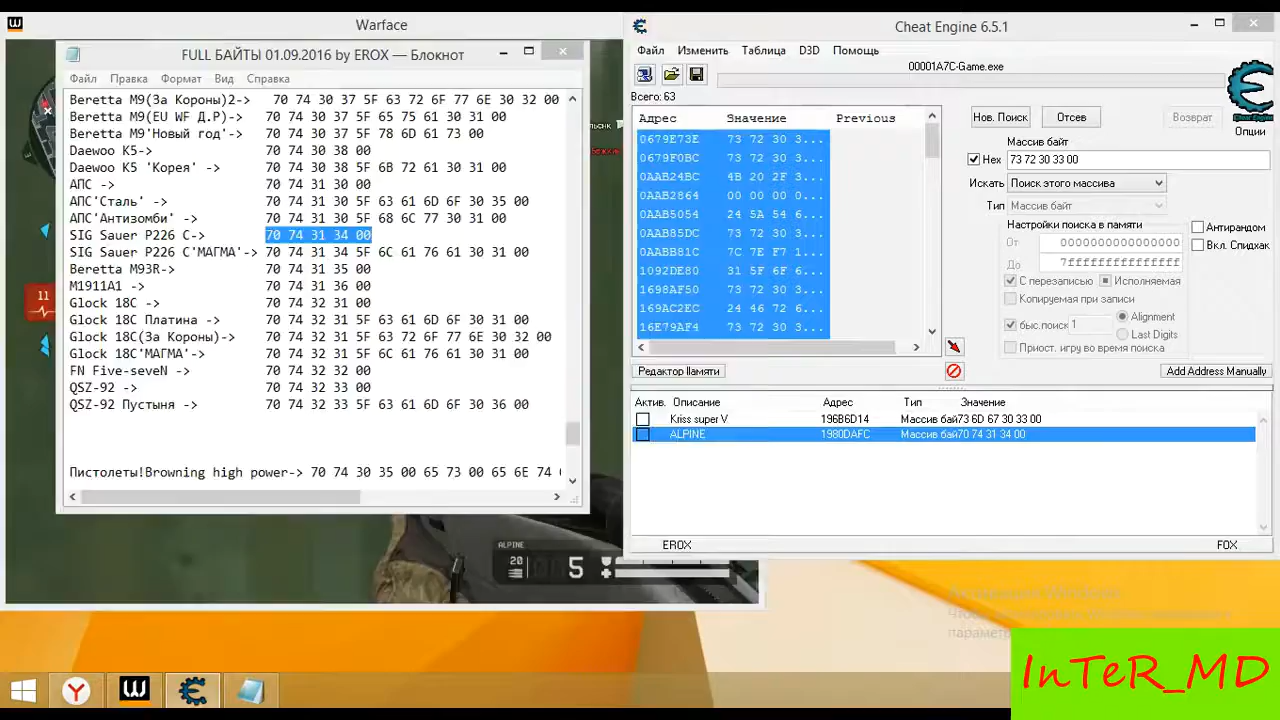 Warface
FULL БАЙТЫ 01.09.2016 by EROX — Блокнот
Файл Правка Формат Вид Справка
Beretta M9(За Короны)2-> 70 74 30 37 5F 63 72 6F 77 6E 30 32 00
Beretta M9(EU WF Д.Р)-> 70 74 30 37 5F 65 75 61 30 31 00
Beretta M9'Новый год'-> 70 74 30 37 5F 78 6D 61 73 00
Daewoo K5-> 70 74 30 38 00
Daewoo K5 'Корея' -> 70 74 30 38 5F 6B 72 61 30 31 00
АПС -> 70 74 31 30 00
АПС'Сталь' -> 70 74 31 30 5F 63 61 6D 6F 30 35 00
АПС'Антизомби' -> 70 74 31 30 5F 68 6C 77 30 31 00
SIG Sauer P226 C-> 70 74 31 34 00
SIG Sauer P226 C'МАГМА'-> 70 74 31 34 5F 6C 61 76 61 30 31 00
Beretta M93R-> 70 74 31 35 00
M1911A1 -> 70 74 31 36 00
Glock 18C -> 70 74 32 31 00
Glock 18C Платина -> 70 74 32 31 5F 63 61 6D 6F 30 31 00
Glock 18C(За Короны)-> 70 74 32 31 5F 63 72 6F 77 6E 30 32 00
Glock 18C'МАГМА'-> 70 74 32 31 5F 6C 61 76 61 30 31 00
FN Five-seveN -> 70 74 32 32 00
QSZ-92 -> 70 74 32 33 00
QSZ-92 Пустыня -> 70 74 32 33 5F 63 61 6D 6F 30 36 00
Пистолеты!Browning high power-> 70 74 30 35 00 65 73 00 65 6E 74
11
ALPINE
20
5
Cheat Engine 6.5.1
Файл Изменить Таблица D3D Помощь
00001A7C-Game.exe
Всего: 63
Адрес Значение Previous
0679E73E 73 72 30 3...
0679F0BC 73 72 30 3...
0AAB24BC 4B 20 2F 3...
0AAB2864 00 00 00 0...
0AAB5054 24 5A 54 6...
0AAB85DC 73 72 30 3...
0AABB81C 7C 7E F7 1...
1092DE80 31 5F 6F 6...
1698AF50 73 72 30 3...
169AC2EC 24 46 72 6...
16E79AF4 73 72 30 3...
Нов. Поиск Отсев Возврат
Cheat Engine
Опции
Массив байт
Hex 73 72 30 33 00
Искать Поиск этого массива
Тип Массив байт
Настройки поиска в памяти
От 0000000000000000
До 7fffffffffffffff
С перезаписью Исполняемая
Копируемая при записи
быс.поиск 1 Alignment
Last Digits
Приост. игру во время поиска
Антирандом
Вкл. Спидхак
Редактор Памяти Add Address Manually
Актив. Описание Адрес Тип Значение
Kriss super V 196B6D14 Массив бай 73 6D 67 30 33 00
ALPINE 1980DAFC Массив бай 70 74 31 34 00
EROX FOX
Активация Windows
InTeR_MD